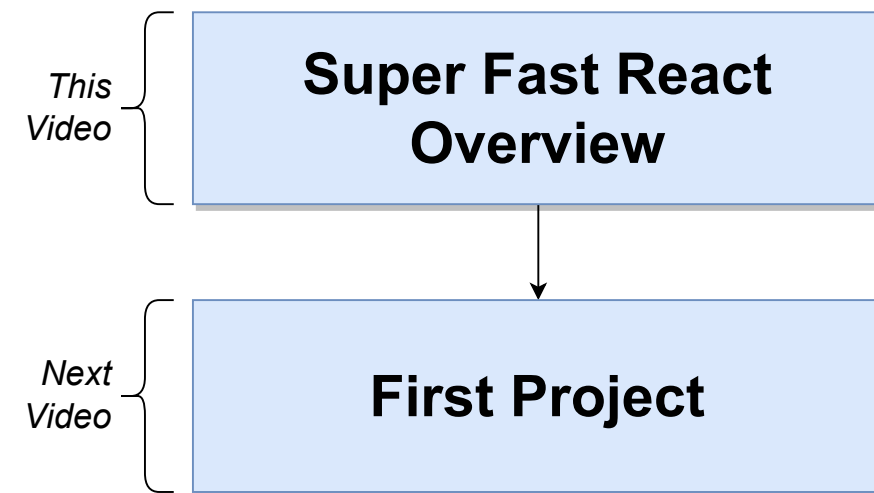 This
Video
Super Fast React
Overview
Next
Video
First Project